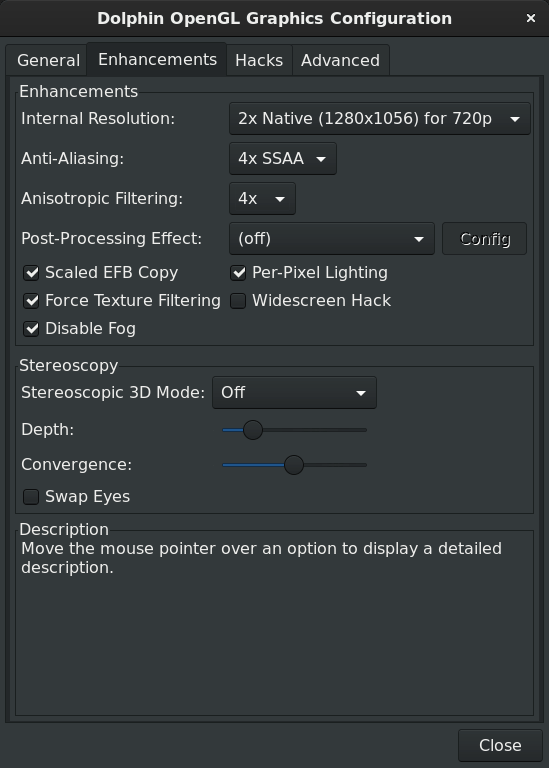 Dolphin OpenGL Graphics Configuration ×
General Enhancements Hacks Advanced
Enhancements
Internal Resolution: 2x Native (1280x1056) for 720p
Anti-Aliasing: 4x SSAA
Anisotropic Filtering: 4x
Post-Processing Effect: (off) Config
Scaled EFB Copy Per-Pixel Lighting
Force Texture Filtering Widescreen Hack
Disable Fog
Stereoscopy
Stereoscopic 3D Mode: Off
Depth:
Convergence:
Swap Eyes
Description
Move the mouse pointer over an option to display a detailed
description.
Close